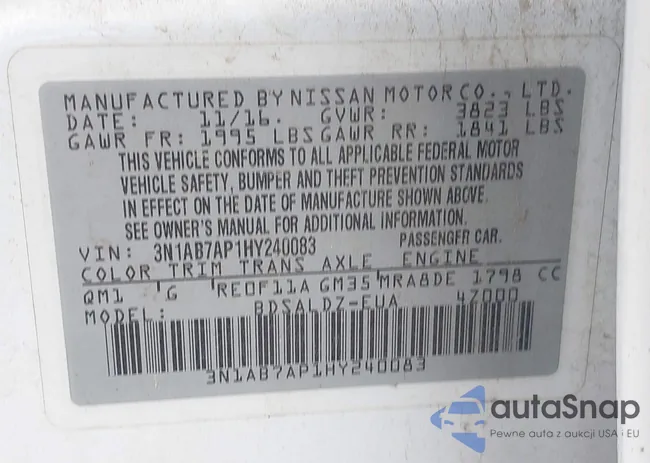 MANUFACTURED BY NISSAN MOTOR CO., LTD.
DATE: 11/16. GVWR: 3823 LBS
GAWR FR: 1995 LBS GAWR RR: 1841 LBS
THIS VEHICLE CONFORMS TO ALL APPLICABLE FEDERAL MOTOR
VEHICLE SAFETY, BUMPER AND THEFT PREVENTION STANDARDS
IN EFFECT ON THE DATE OF MANUFACTURE SHOWN ABOVE.
SEE OWNER'S MANUAL FOR ADDITIONAL INFORMATION.
VIN: 3N1AB7AP1HY240083 PASSENGER CAR.
COLOR TRIM TRANS AXLE ENGINE
QM1 'G 'RE0F11A GM35 MRA8DE 1798 CC
MODEL: BDSALDZ-EUA 4Z000
3N1AB7AP1HY240083
autaSnap
Pewne auta z aukcji USA i EU